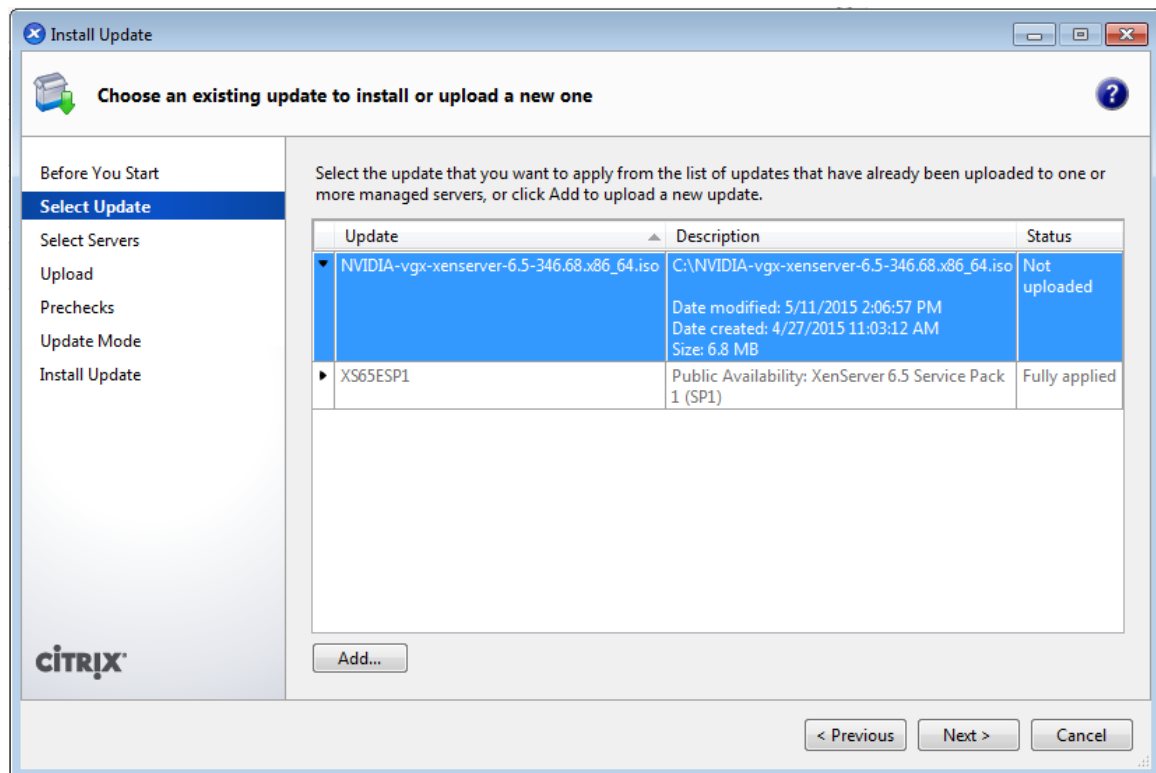 Install Update
Choose an existing update to install or upload a new one
?
Before You Start
Select Update
Select Servers
Upload
Prechecks
Update Mode
Install Update
CİTRIX
Select the update that you want to apply from the list of updates that have already been uploaded to one or
more managed servers, or click Add to upload a new update.
Update Description Status
NVIDIA-vgx-xenserver-6.5-346.68.x86_64.iso C:\NVIDIA-vgx-xenserver-6.5-346.68.x86_64.iso Not
uploaded
Date modified: 5/11/2015 2:06:57 PM
Date created: 4/27/2015 11:03:12 AM
Size: 6.8 MB
XS65ESP1 Public Availability: XenServer 6.5 Service Pack Fully applied
1 (SP1)
Add...
< Previous Next > Cancel